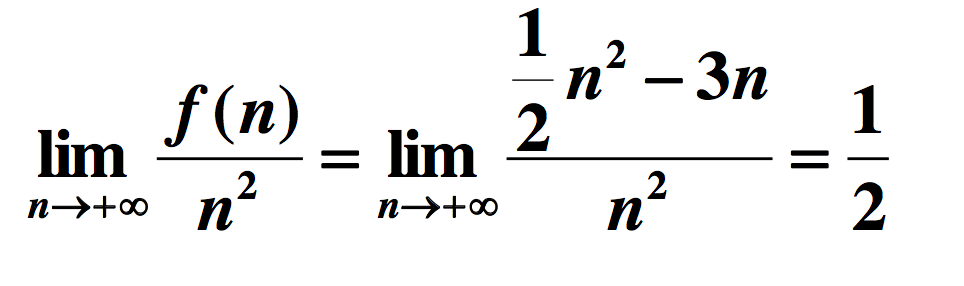 lim_{n→+∞} f(n)/n² = lim_{n→+∞} (1/2 n² − 3n)/n² = 1/2